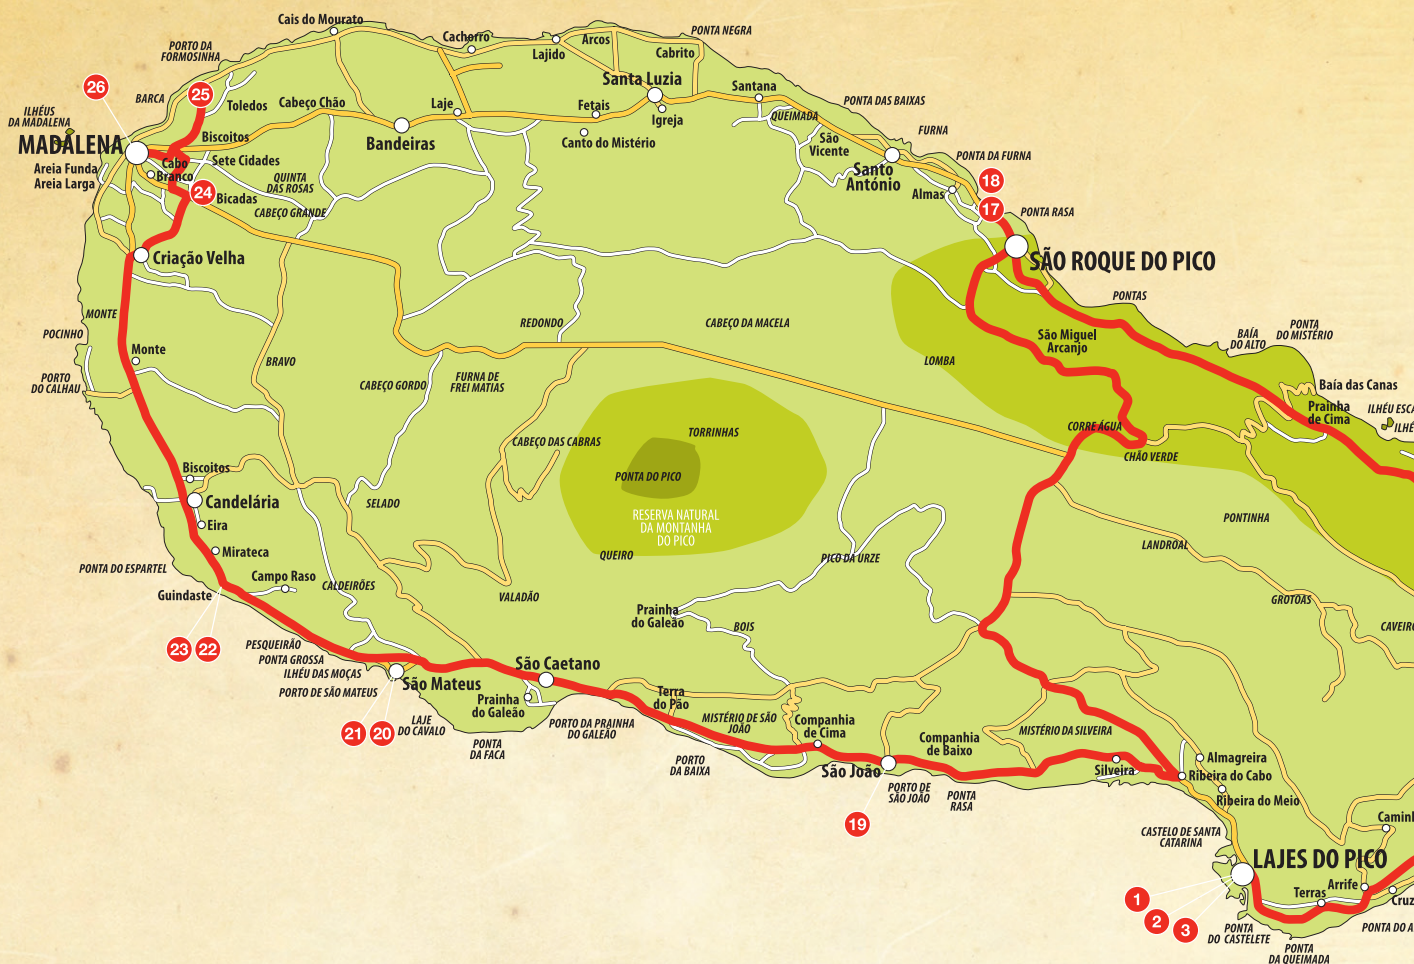 Cais do Mourato
PORTO DA
FORMOSINHA
Cachorro
Lajido
Arcos
Cabrito
PONTA NEGRA
26
BARCA
25
Toledos
Cabeço Chão
Laje
Santa Luzia
Fetais
Igreja
Santana
PONTA DAS BAIXAS
QUEIMADA
ILHÉUS
DA MADALENA
MADALENA
Biscoitos
Bandeiras
Canto do Mistério
São
Vicente
FURNA
PONTA DA FURNA
Areia Funda
Areia Larga
Cabo
Branco
Sete Cidades
QUINTA
DAS ROSAS
24
Bicadas
CABEÇO GRANDE
Santo
António
Almas
18
17
PONTA RASA
Criação Velha
SÃO ROQUE DO PICO
PONTAS
MONTE
POCINHO
Monte
PORTO
DO CALHAU
BRAVO
REDONDO
CABEÇO DA MACELA
CABEÇO GORDO
FURNA DE
FREI MATIAS
LOMBA
São Miguel
Arcanjo
BAÍA
DO ALTO
PONTA
DO MISTÉRIO
Baía das Canas
Prainha
de Cima
ILHÉU ESCA
ILHÉ
CORRE ÁGUA
CHÃO VERDE
CABEÇO DAS CABRAS
TORRINHAS
PONTA DO PICO
RESERVA NATURAL
DA MONTANHA
DO PICO
QUEIRO
Biscoitos
Candelária
Eira
Mirateca
SELADO
PONTINHA
LANDROAL
PICO DA URZE
PONTA DO ESPARTEL
Guindaste
Campo Raso
CALDEIRÕES
VALADÃO
GROTÕAS
CAVEIRO
Prainha
do Galeão
BOIS
23
22
PESQUEIRÃO
PONTA GROSSA
ILHÉU DAS MOÇAS
PORTO DE SÃO MATEUS
São Mateus
São Caetano
Prainha
do Galeão
21
20
LAJE
DO CAVALO
PONTA
DA FACA
PORTO DA PRAINHA
DO GALEÃO
Terra
do Pão
MISTÉRIO DE SÃO
JOÃO
PORTO
DA BAIXA
Companhia
de Cima
São João
Companhia
de Baixo
MISTÉRIO DA SILVEIRA
Silveira
PORTO DE
SÃO JOÃO
PONTA
RASA
19
Almagreira
Ribeira do Cabo
Ribeira do Meio
CASTELO DE SANTA
CATARINA
Caminh
LAJES DO PICO
Arrife
Terras
Cruz
1
2
3
PONTA
DO CASTELETE
PONTA
DA QUEIMADA
PONTA DO A